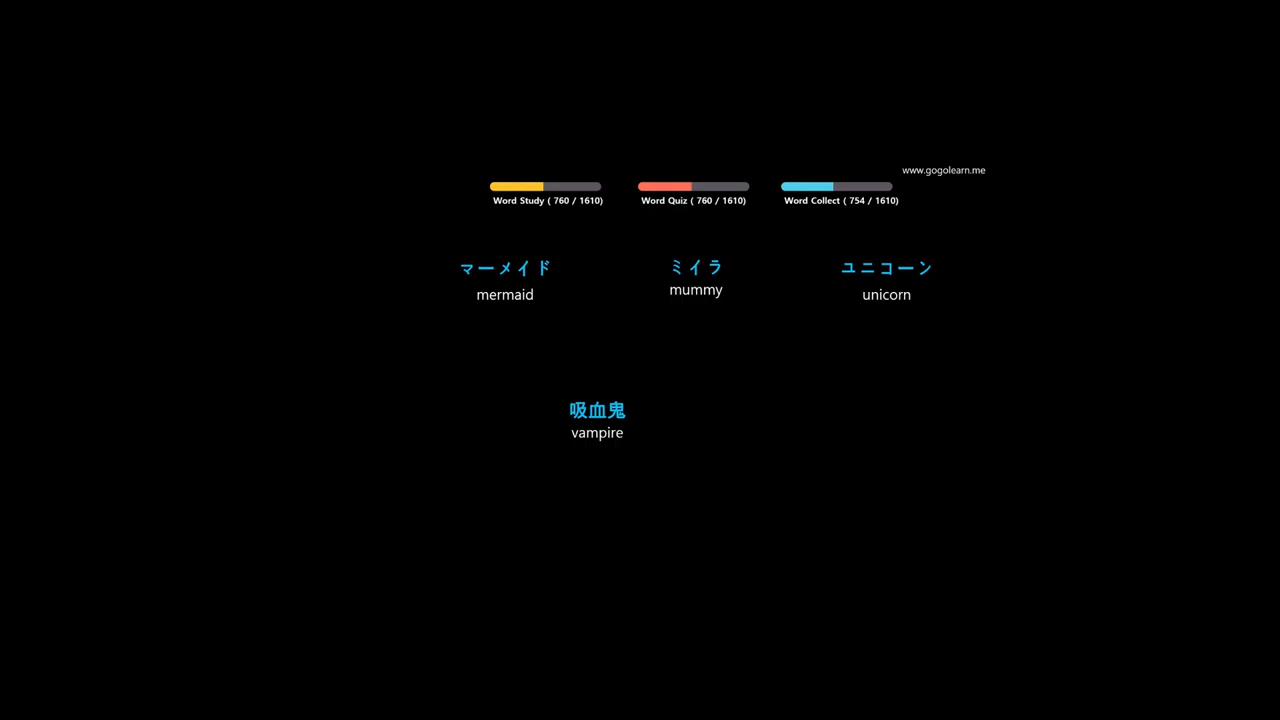 www.gogolearn.me
Word Study ( 760 / 1610)
Word Quiz ( 760 / 1610)
Word Collect ( 754 / 1610)
マーメイド
mermaid
ミイラ
mummy
ユニコーン
unicorn
吸血鬼
vampire